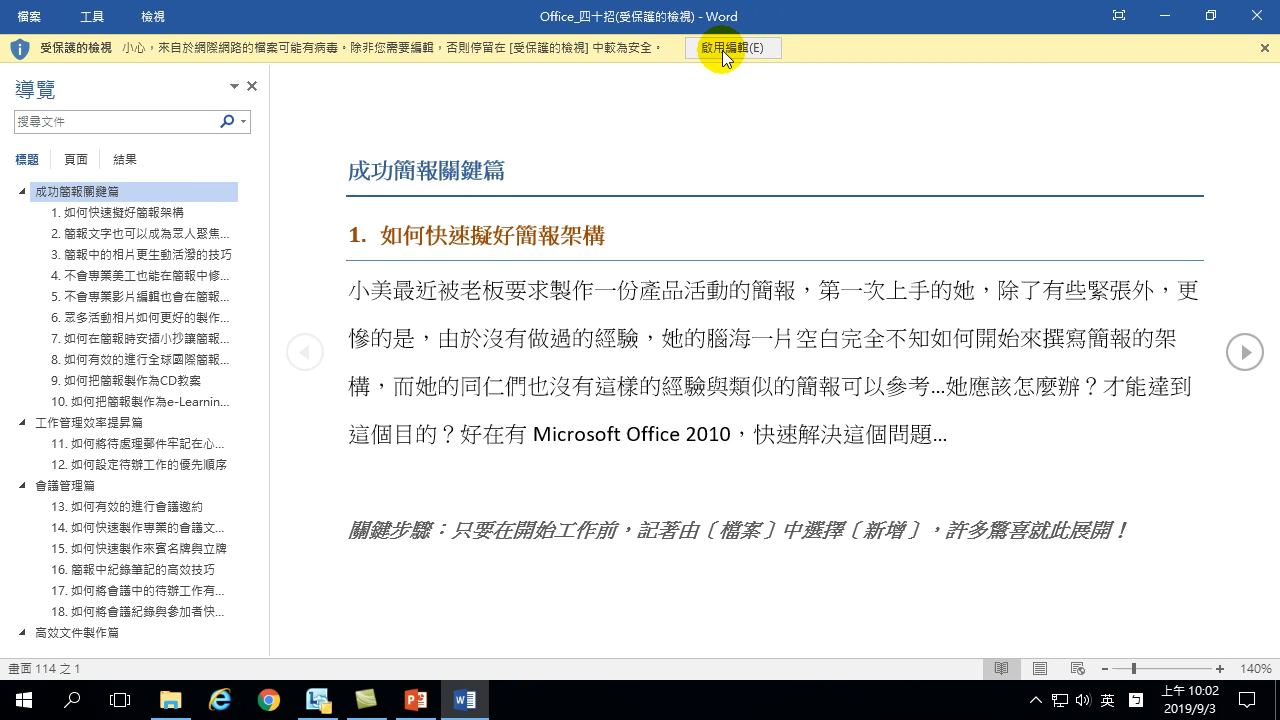 檔案 工具 檢視 Office_四十招(受保護的檢視) - Word
受保護的檢視 小心，來自於網際網路的檔案可能有病毒。除非您需要編輯，否則停留在 [受保護的檢視] 中較為安全。 啟用編輯(E)
導覽
搜尋文件
標題 頁面 結果
成功簡報關鍵篇
1. 如何快速擬好簡報架構
2. 簡報文字也可以成為眾人聚焦...
3. 簡報中的相片更生動活潑的技巧
4. 不會專業美工也能在簡報中修...
5. 不會專業影片編輯也會在簡報...
6. 眾多活動相片如何更好的製作...
7. 如何在簡報時安插小抄讓簡報...
8. 如何有效的進行全球國際簡報...
9. 如何把簡報製作為CD教案
10. 如何把簡報製作為e-Learnin...
工作管理效率提昇篇
11. 如何將待處理郵件牢記在心...
12. 如何設定待辦工作的優先順序
會議管理篇
13. 如何有效的進行會議邀約
14. 如何快速製作專業的會議文...
15. 如何快速製作來賓名牌與立牌
16. 簡報中紀錄筆記的高效技巧
17. 如何將會議中的待辦工作有...
18. 如何將會議紀錄與參加者快...
高效文件製作篇
成功簡報關鍵篇
1. 如何快速擬好簡報架構
小美最近被老板要求製作一份產品活動的簡報，第一次上手的她，除了有些緊張外，更
慘的是，由於沒有做過的經驗，她的腦海一片空白完全不知如何開始來撰寫簡報的架
構，而她的同仁們也沒有這樣的經驗與類似的簡報可以參考...她應該怎麼辦？才能達到
這個目的？好在有 Microsoft Office 2010，快速解決這個問題...
關鍵步驟：只要在開始工作前，記著由〔檔案〕中選擇〔新增〕，許多驚喜就此展開！
畫面 114 之 1 140%
英 上午 10:02
2019/9/3